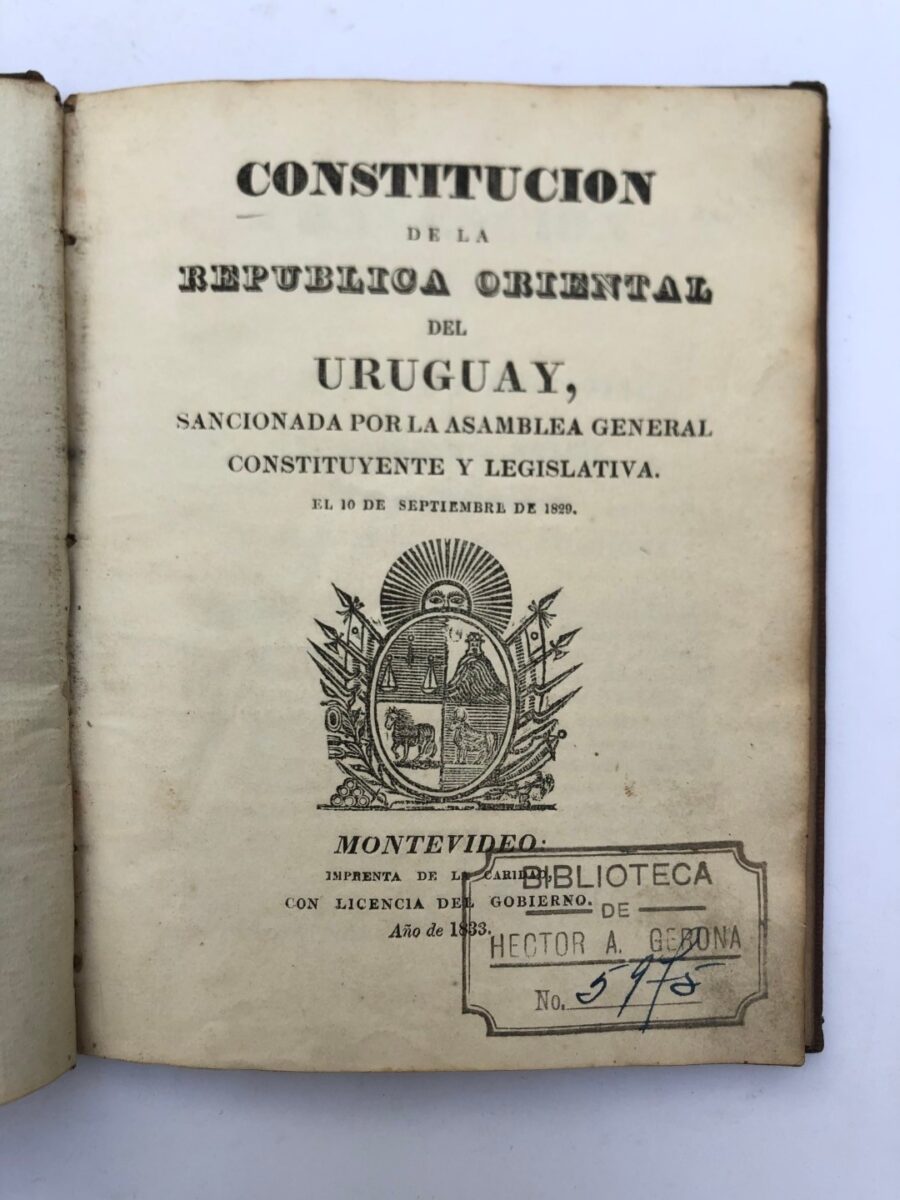 CONSTITUCION
DE LA
REPUBLICA ORIENTAL
DEL
URUGUAY,
SANCIONADA POR LA ASAMBLEA GENERAL
CONSTITUYENTE Y LEGISLATIVA.
EL 10 DE SEPTIEMBRE DE 1829.
MONTEVIDEO:
IMPRENTA DE LA CARIDAD,
CON LICENCIA DEL GOBIERNO.
Año de 1833.
BIBLIOTECA
DE
HECTOR A. GERONA
No. 5975